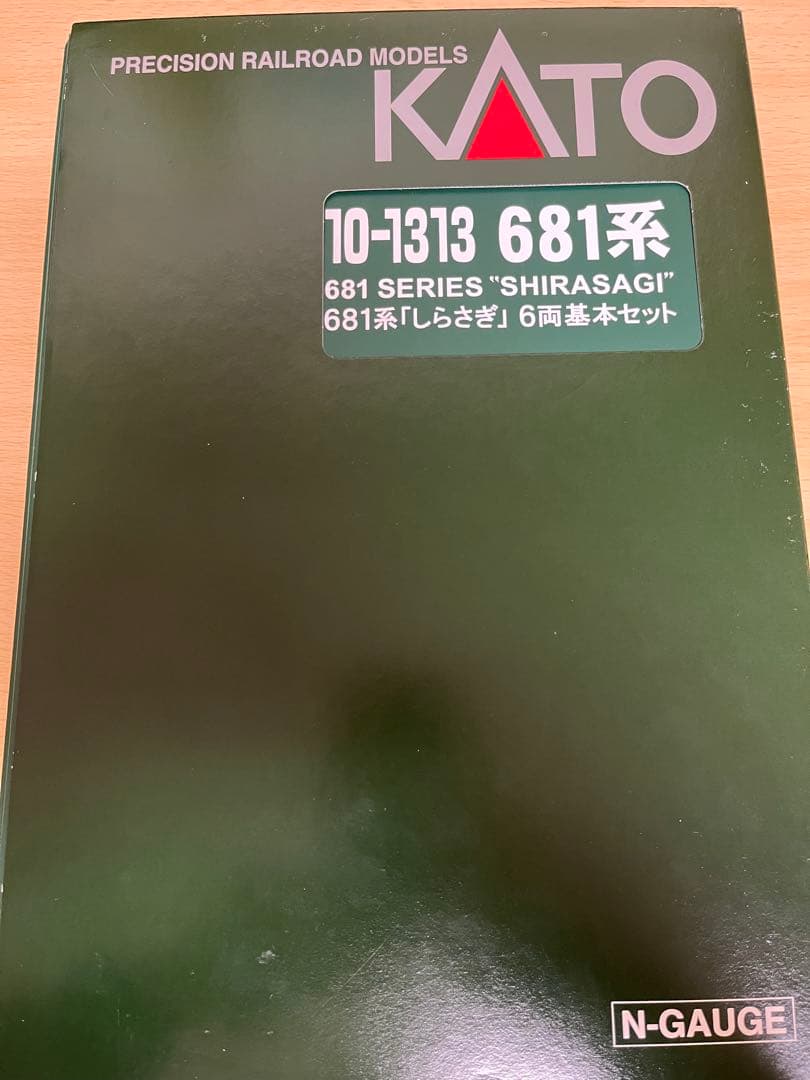 PRECISION RAILROAD MODELS
KATO
10-1313 681系
681 SERIES "SHIRASAGI"
681系「しらさぎ」 6両基本セット
N-GAUGE